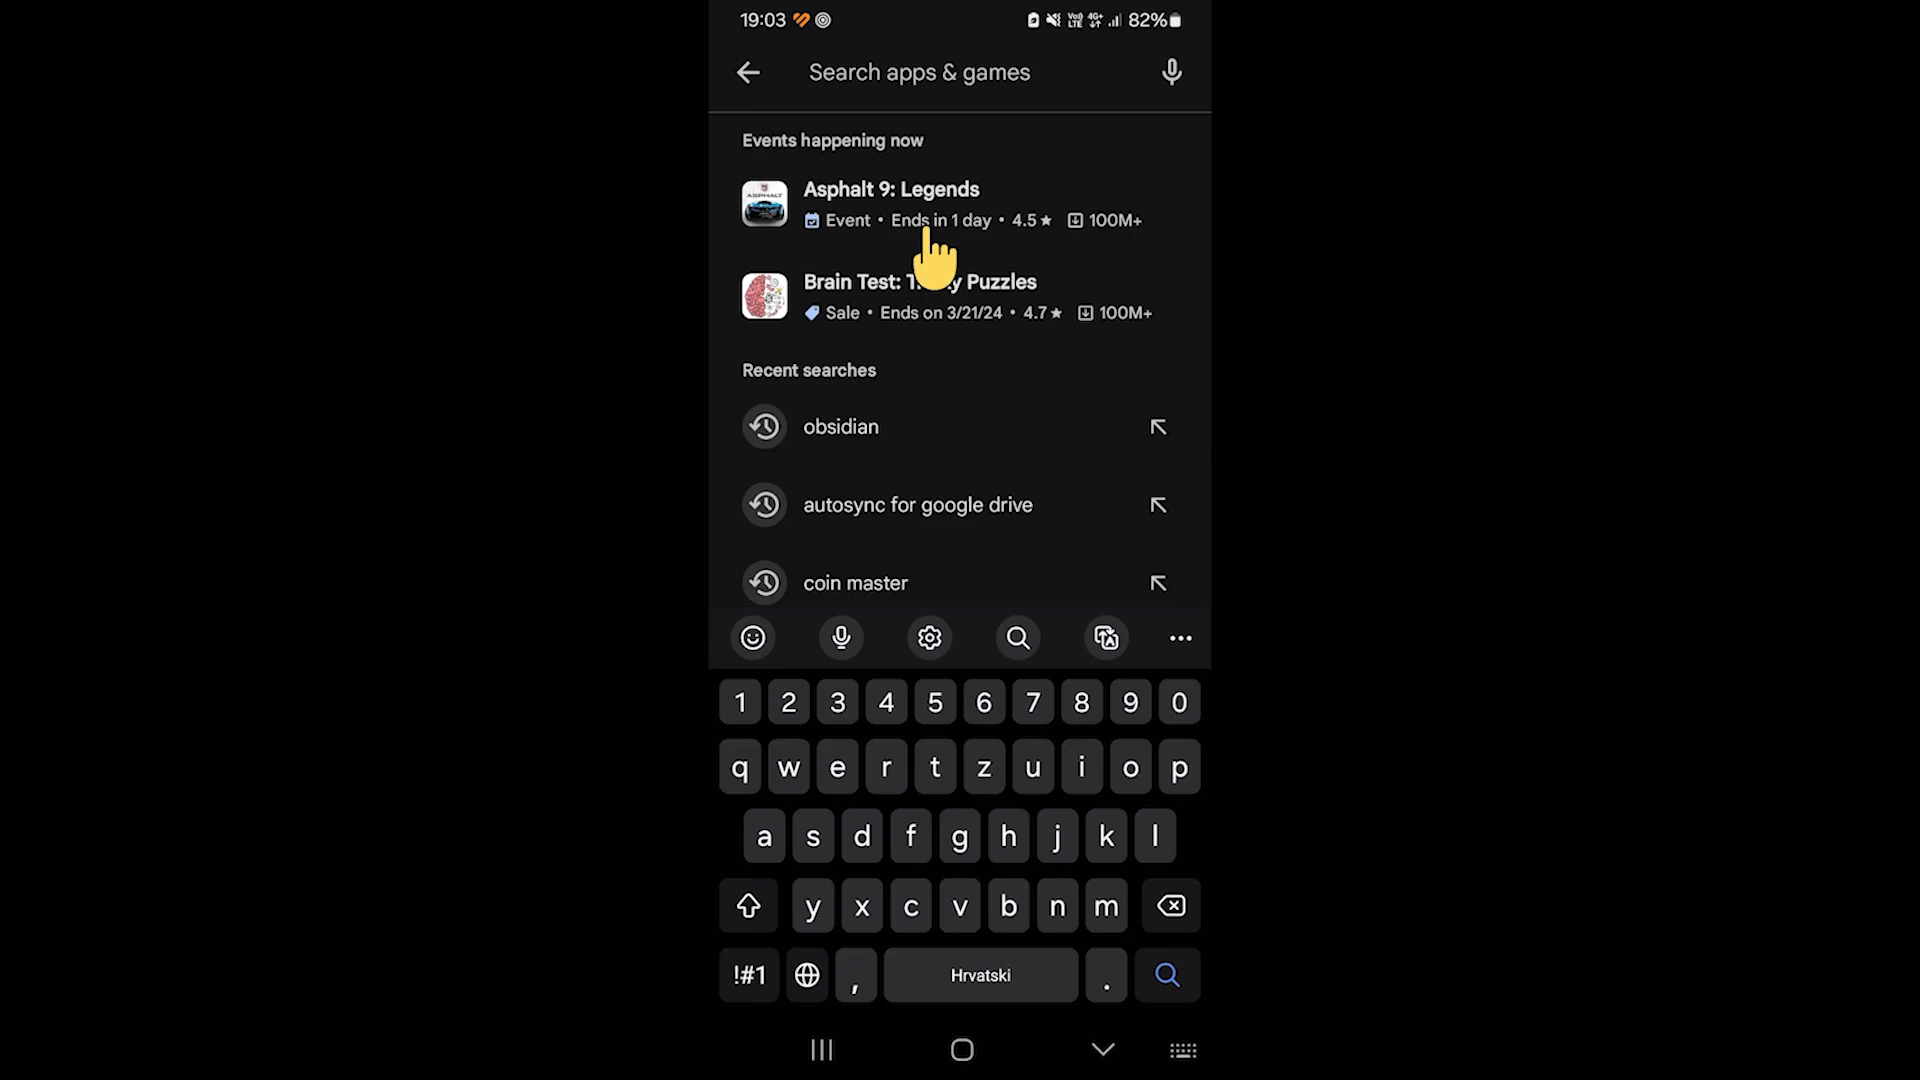 19:03 82%
Search apps & games
Events happening now
Asphalt 9: Legends
Event • Ends in 1 day • 4.5★ 100M+
Brain Test: Puzzles
Sale • Ends on 3/21/24 • 4.7★ 100M+
Recent searches
obsidian
autosync for google drive
coin master
1 2 3 4 5 6 7 8 9 0
q w e r t z u i o p
a s d f g h j k l
y x c v b n m
!#1 , Hrvatski .